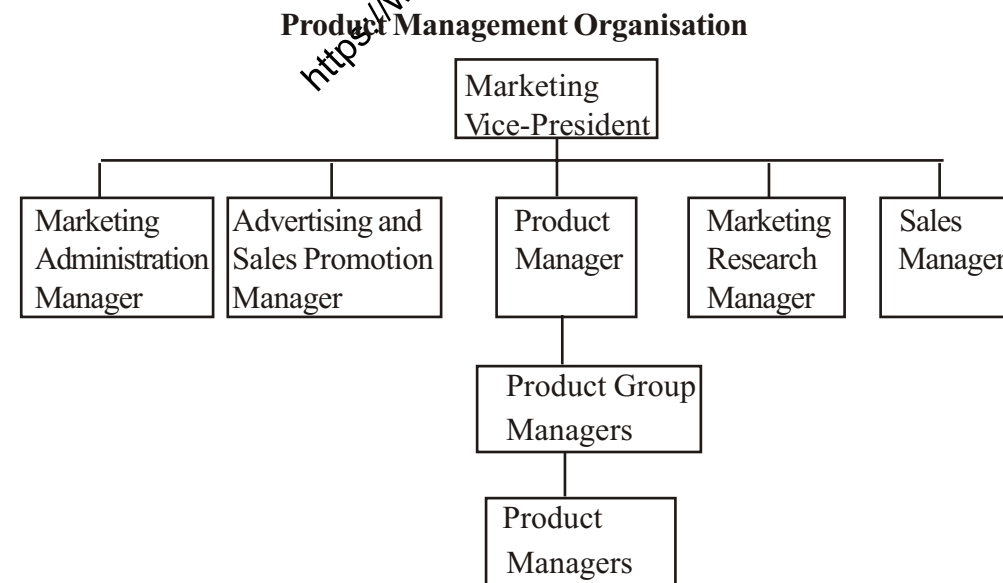 Product Management Organisation
https://w
Marketing
Vice-President
Marketing
Administration
Manager
Advertising and
Sales Promotion
Manager
Product
Manager
Marketing
Research
Manager
Sales
Manager
Product Group
Managers
Product
Managers